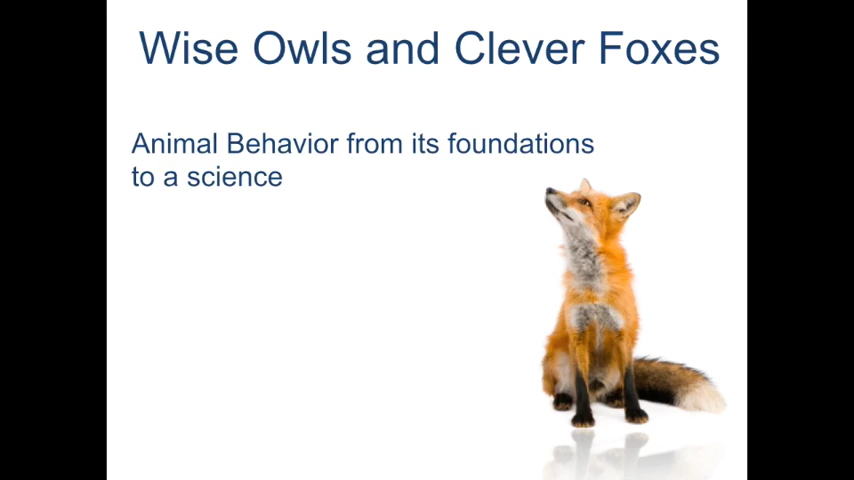 Wise Owls and Clever Foxes
Animal Behavior from its foundations
to a science